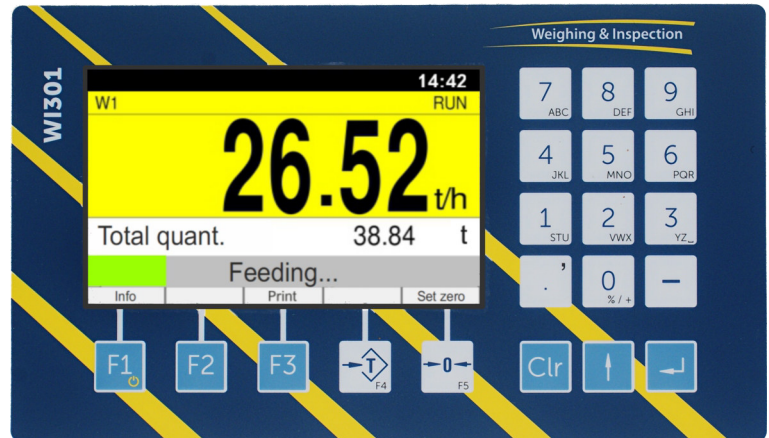 Weighing & Inspection
WI301
14:42
W1 RUN
26.52 t/h
Total quant. 38.84 t
Feeding...
Info Print Set zero
F1 F2 F3 T F4 0 F5
7 ABC 8 DEF 9 GHI
4 JKL 5 MNO 6 PQR
1 STU 2 VWX 3 YZ_
. ’ 0 % / + –
Clr